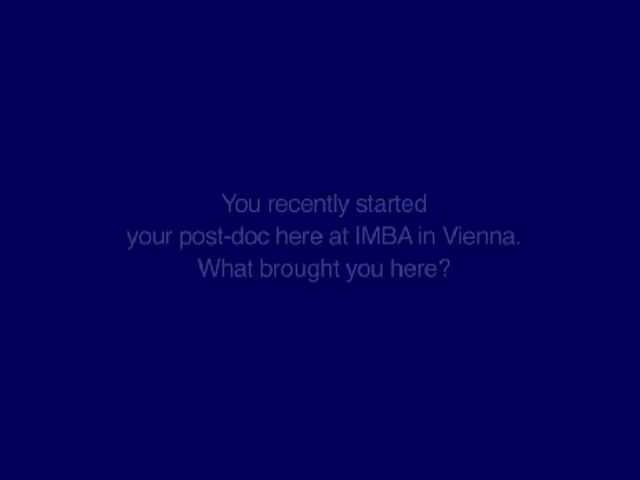 You recently started
your post-doc here at IMBA in Vienna.
What brought you here?